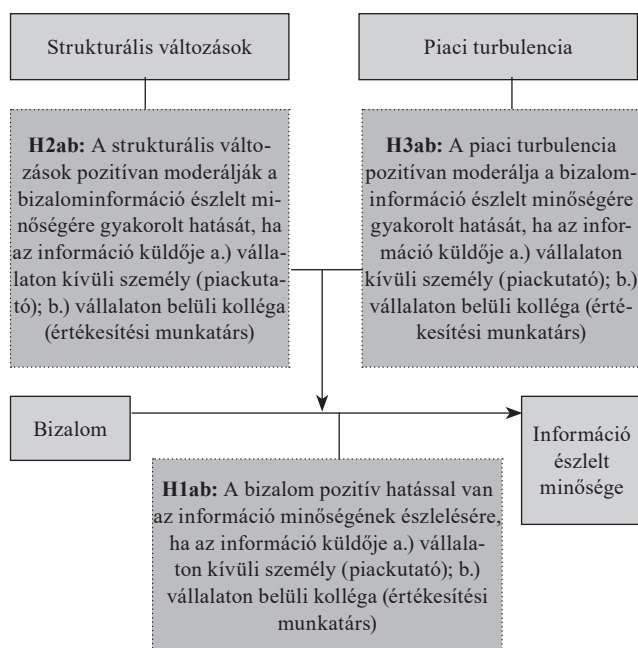 Strukturális változások
Piaci turbulencia
H2ab: A strukturális válto-
zások pozitívan moderálják a
bizalominformáció észlelt mi-
nőségére gyakorolt hatását, ha
az információ küldője a.) válla-
laton kívüli személy (piackuta-
tó); b.) vállalaton belüli kolléga
(értékesítési munkatárs)
H3ab: A piaci turbulencia
pozitívan moderálja a bizalom-
információ észlelt minőségére
gyakorolt hatását, ha az infor-
máció küldője a.) vállalaton
kívüli személy (piackutató); b.)
vállalaton belüli kolléga (érté-
kesítési munkatárs)
Bizalom
Információ
észlelt
minősége
H1ab: A bizalom pozitív hatással van
az információ minőségének észlelésére,
ha az információ küldője a.) válla-
laton kívüli személy (piackutató); b.)
vállalaton belüli kolléga (értékesítési
munkatárs)